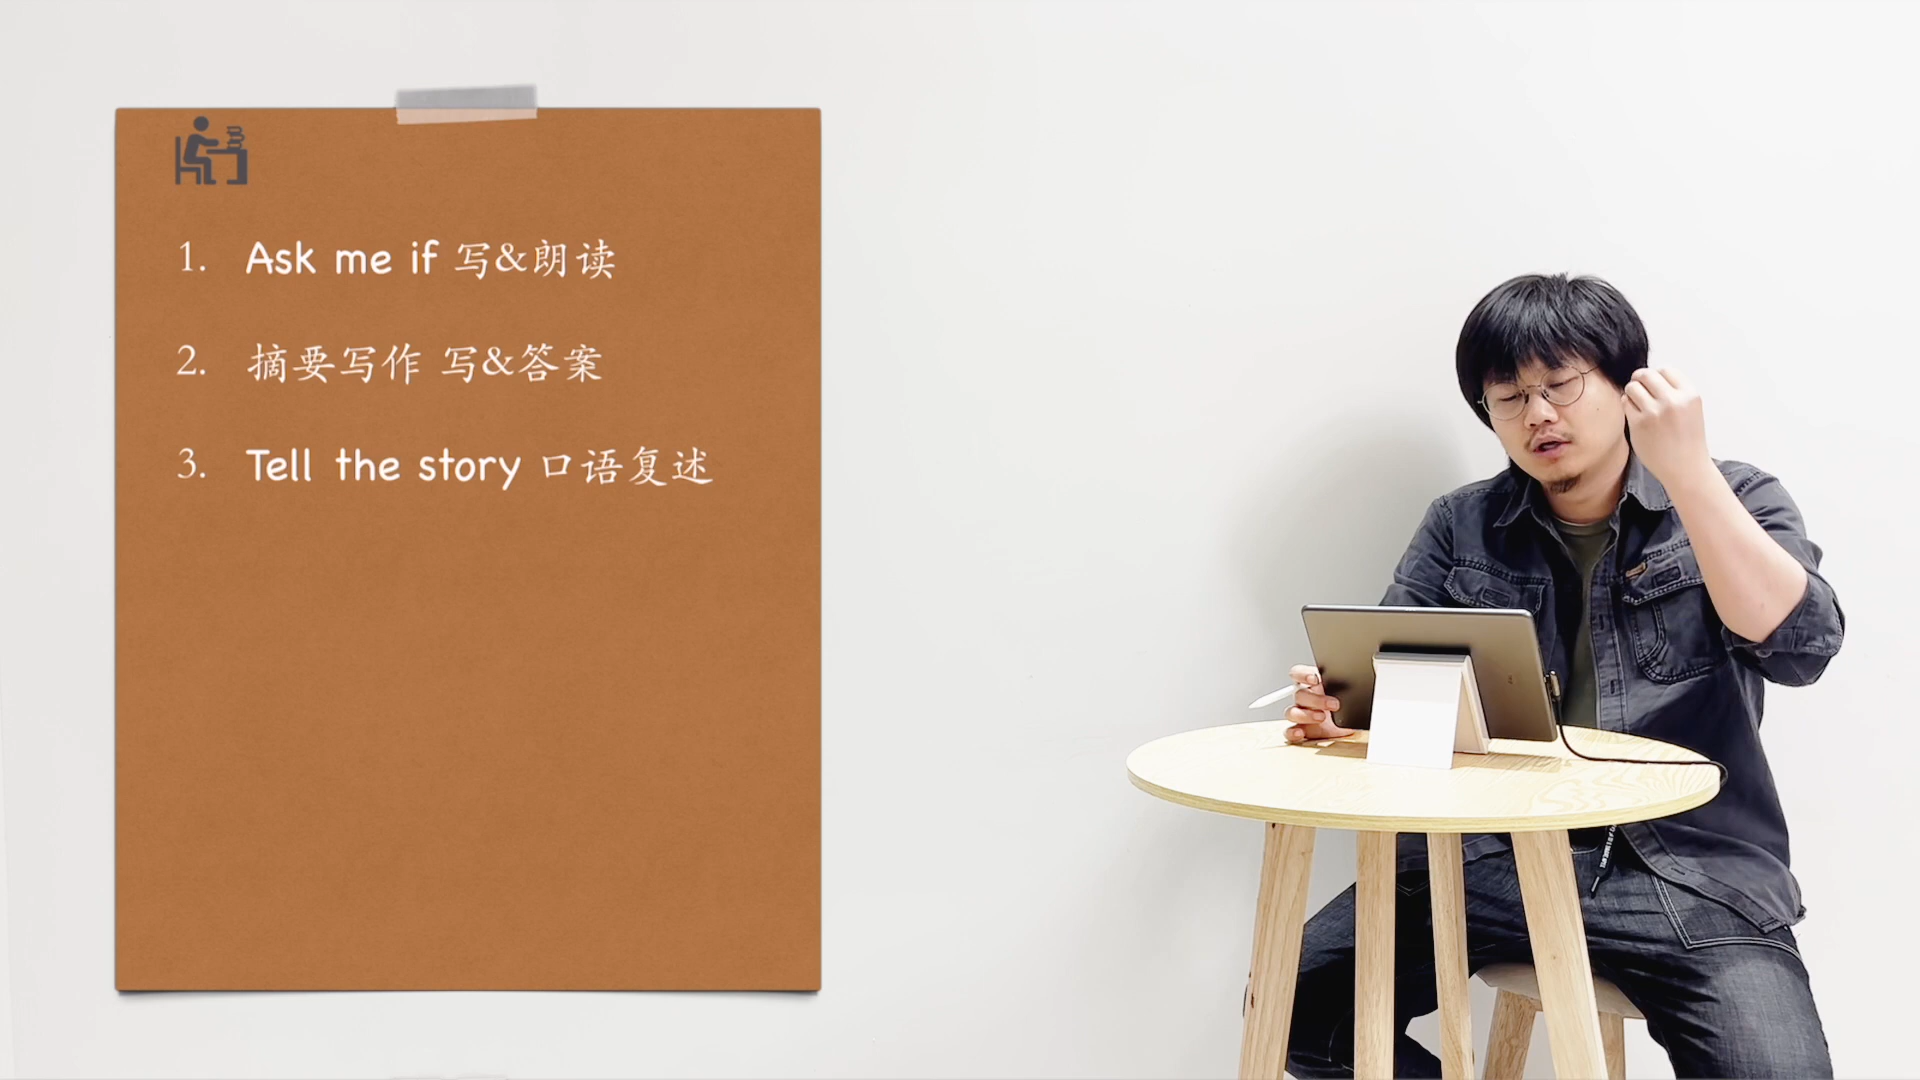 1. Ask me if 写&朗读
2. 摘要写作 写&答案
3. Tell the story 口语复述